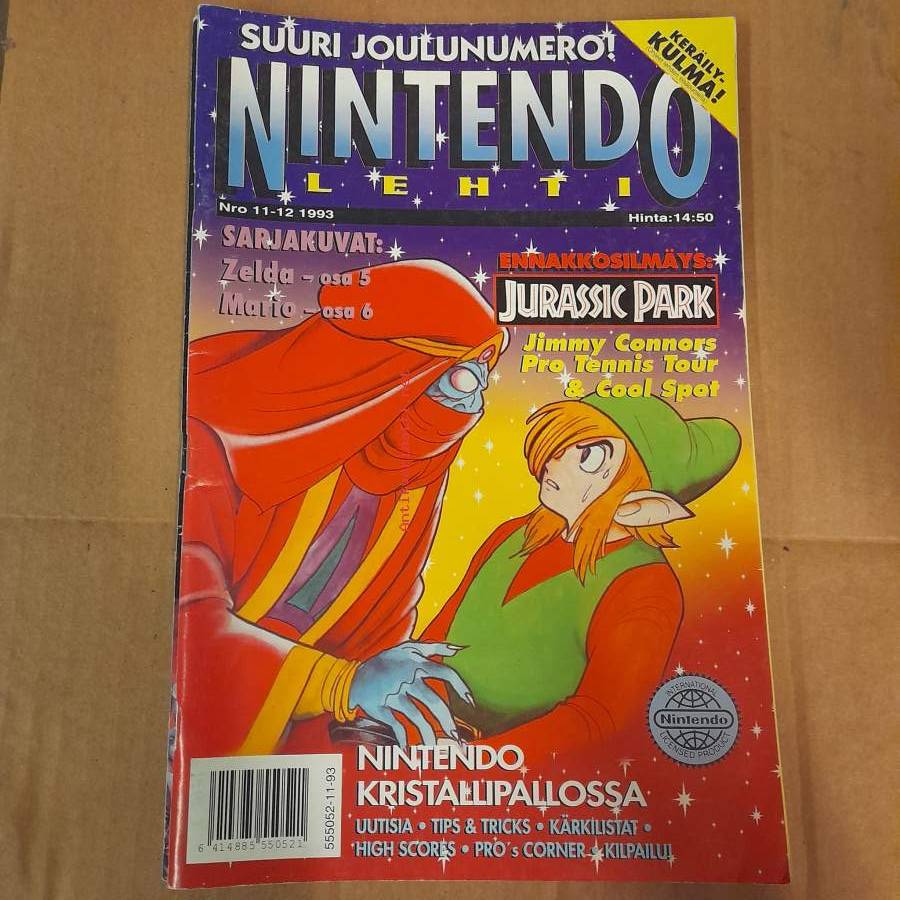 SUURI JOULUNUMERO!
KERÄILY-
KULMA!
NINTENDO
LEHTI
Nro 11-12 1993
Hinta:14:50
SARJAKUVAT:
Zelda – osa 5
Mario – osa 6
ENNAKKOSILMÄYS:
JURASSIC PARK
Jimmy Connors
Pro Tennis Tour
& Cool Spot
INTERNATIONAL
Nintendo
LICENSED PRODUCT
NINTENDO
KRISTALLIPALLOSSA
UUTISIA • TIPS & TRICKS • KÄRKILISTAT •
HIGH SCORES • PRO´s CORNER • KILPAILU!
6 414885 550521
555052-11-93